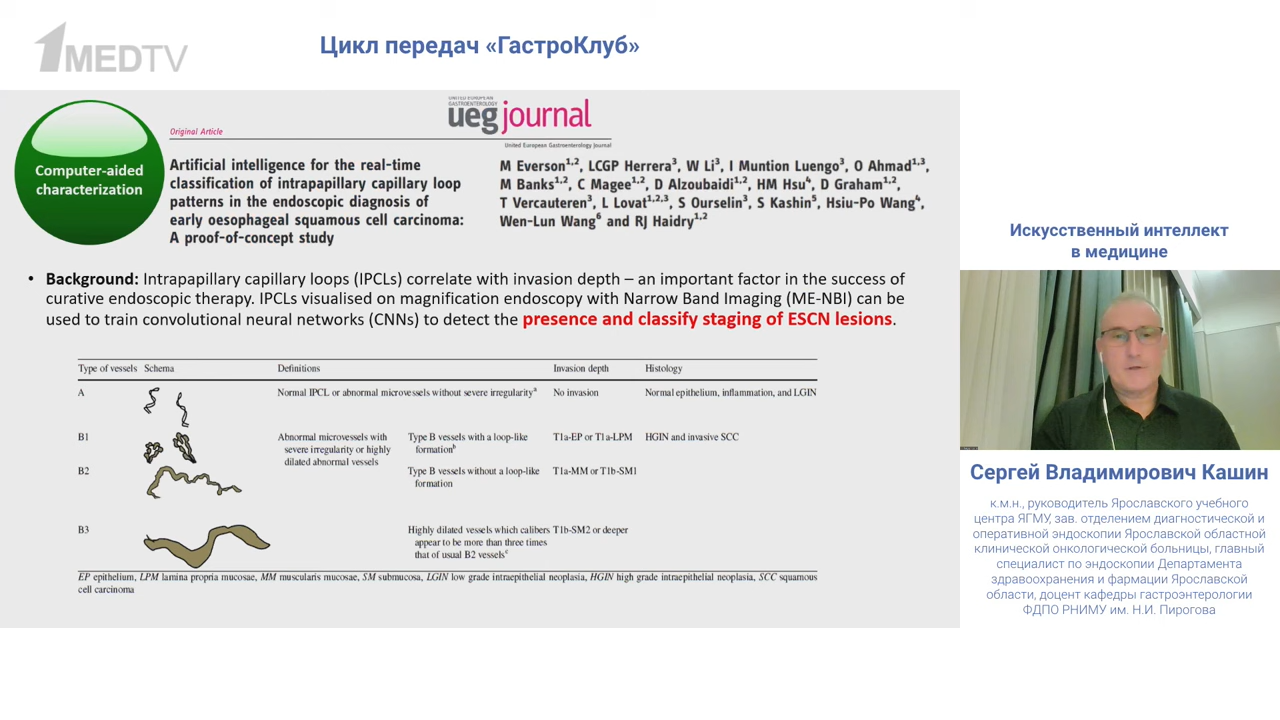 1MEDTV
Цикл передач «ГастроКлуб»
Computer-aided
characterization
UNITED EUROPEAN
GASTROENTEROLOGY
ueg journal
Original Article
United European Gastroenterology Journal
Artificial intelligence for the real-time
classification of intrapapillary capillary loop
patterns in the endoscopic diagnosis of
early oesophageal squamous cell carcinoma:
A proof-of-concept study
M Everson1,2, LCGP Herrera3, W Li3, I Muntion Luengo3, O Ahmad1,3,
M Banks1,2, C Magee1,2, D Alzoubaidi1,2, HM Hsu4, D Graham1,2,
T Vercauteren3, L Lovat1,2,3, S Ourselin3, S Kashin5, Hsiu-Po Wang4,
Wen-Lun Wang6 and RJ Haidry1,2
• Background: Intrapapillary capillary loops (IPCLs) correlate with invasion depth – an important factor in the success of
curative endoscopic therapy. IPCLs visualised on magnification endoscopy with Narrow Band Imaging (ME-NBI) can be
used to train convolutional neural networks (CNNs) to detect the presence and classify staging of ESCN lesions.
Type of vessels Schema Definitions Invasion depth Histology
A Normal IPCL or abnormal microvessels without severe irregularitya No invasion Normal epithelium, inflammation, and LGIN
B1 Abnormal microvessels with severe irregularity or highly dilated abnormal vessels Type B vessels with a loop-like formationb T1a-EP or T1a-LPM HGIN and invasive SCC
B2 Type B vessels without a loop-like formation T1a-MM or T1b-SM1
B3 Highly dilated vessels which calibers appear to be more than three times that of usual B2 vesselsc T1b-SM2 or deeper
EP epithelium, LPM lamina propria mucosae, MM muscularis mucosae, SM submucosa, LGIN low grade intraepithelial neoplasia, HGIN high grade intraepithelial neoplasia, SCC squamous
cell carcinoma
Искусственный интеллект
в медицине
Сергей Владимирович Кашин
к.м.н., руководитель Ярославского учебного
центра ЯГМУ, зав. отделением диагностической и
оперативной эндоскопии Ярославской областной
клинической онкологической больницы, главный
специалист по эндоскопии Департамента
здравоохранения и фармации Ярославской
области, доцент кафедры гастроэнтерологии
ФДПО РНИМУ им. Н.И. Пирогова